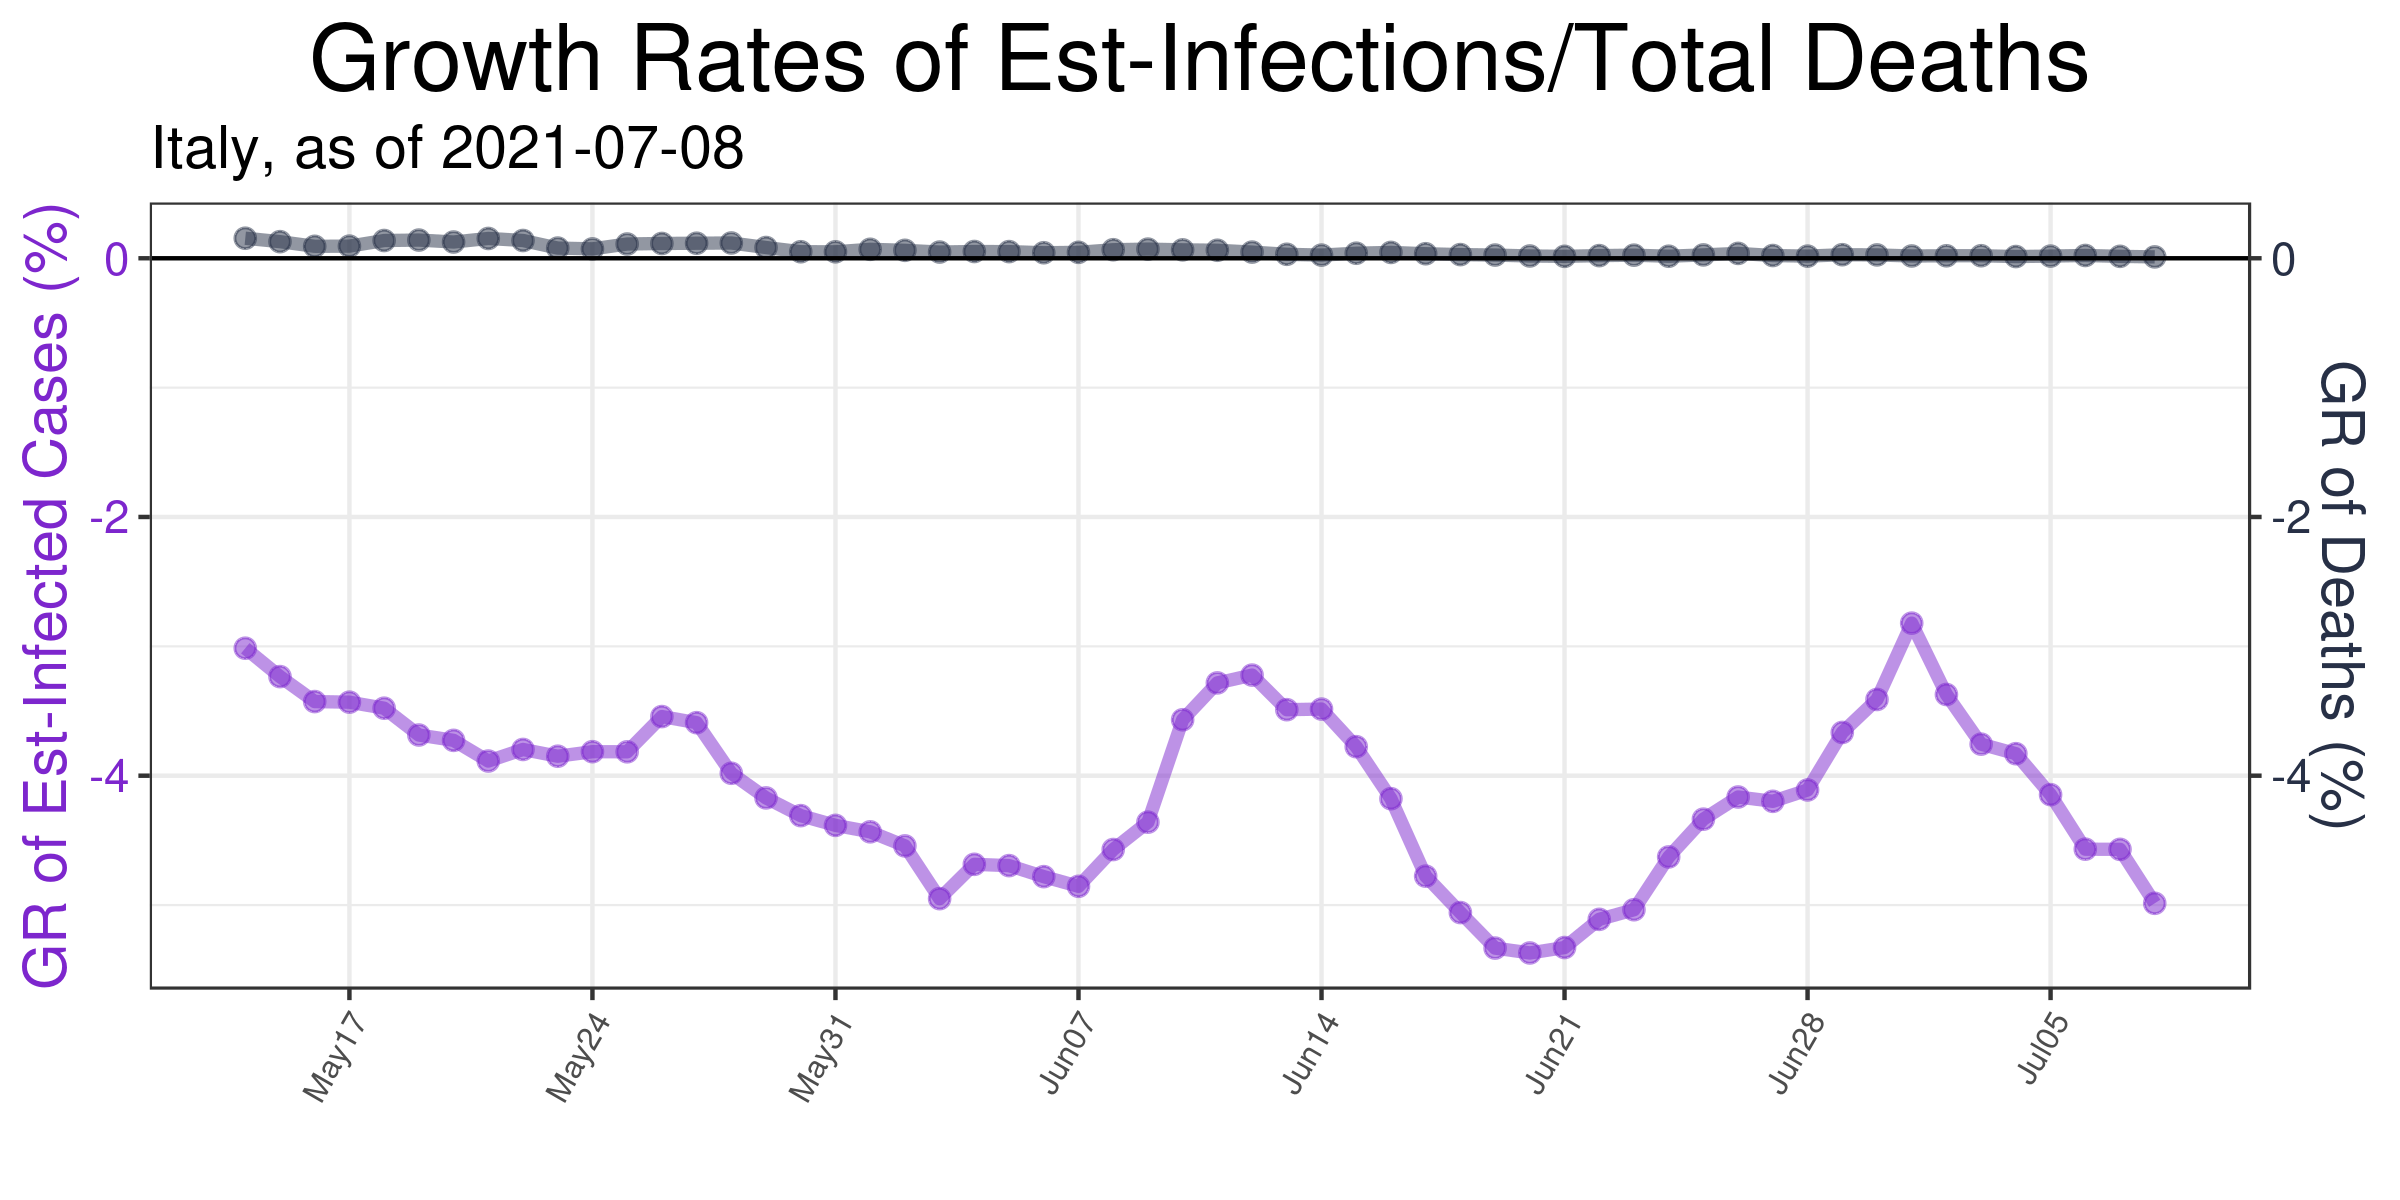 Growth Rates of Est-Infections/Total Deaths
Italy, as of 2021-07-08
GR of Est-Infected Cases (%)
0
-2
-4
0
-2
-4
GR of Deaths (%)
May17
May24
May31
Jun07
Jun14
Jun21
Jun28
Jul05